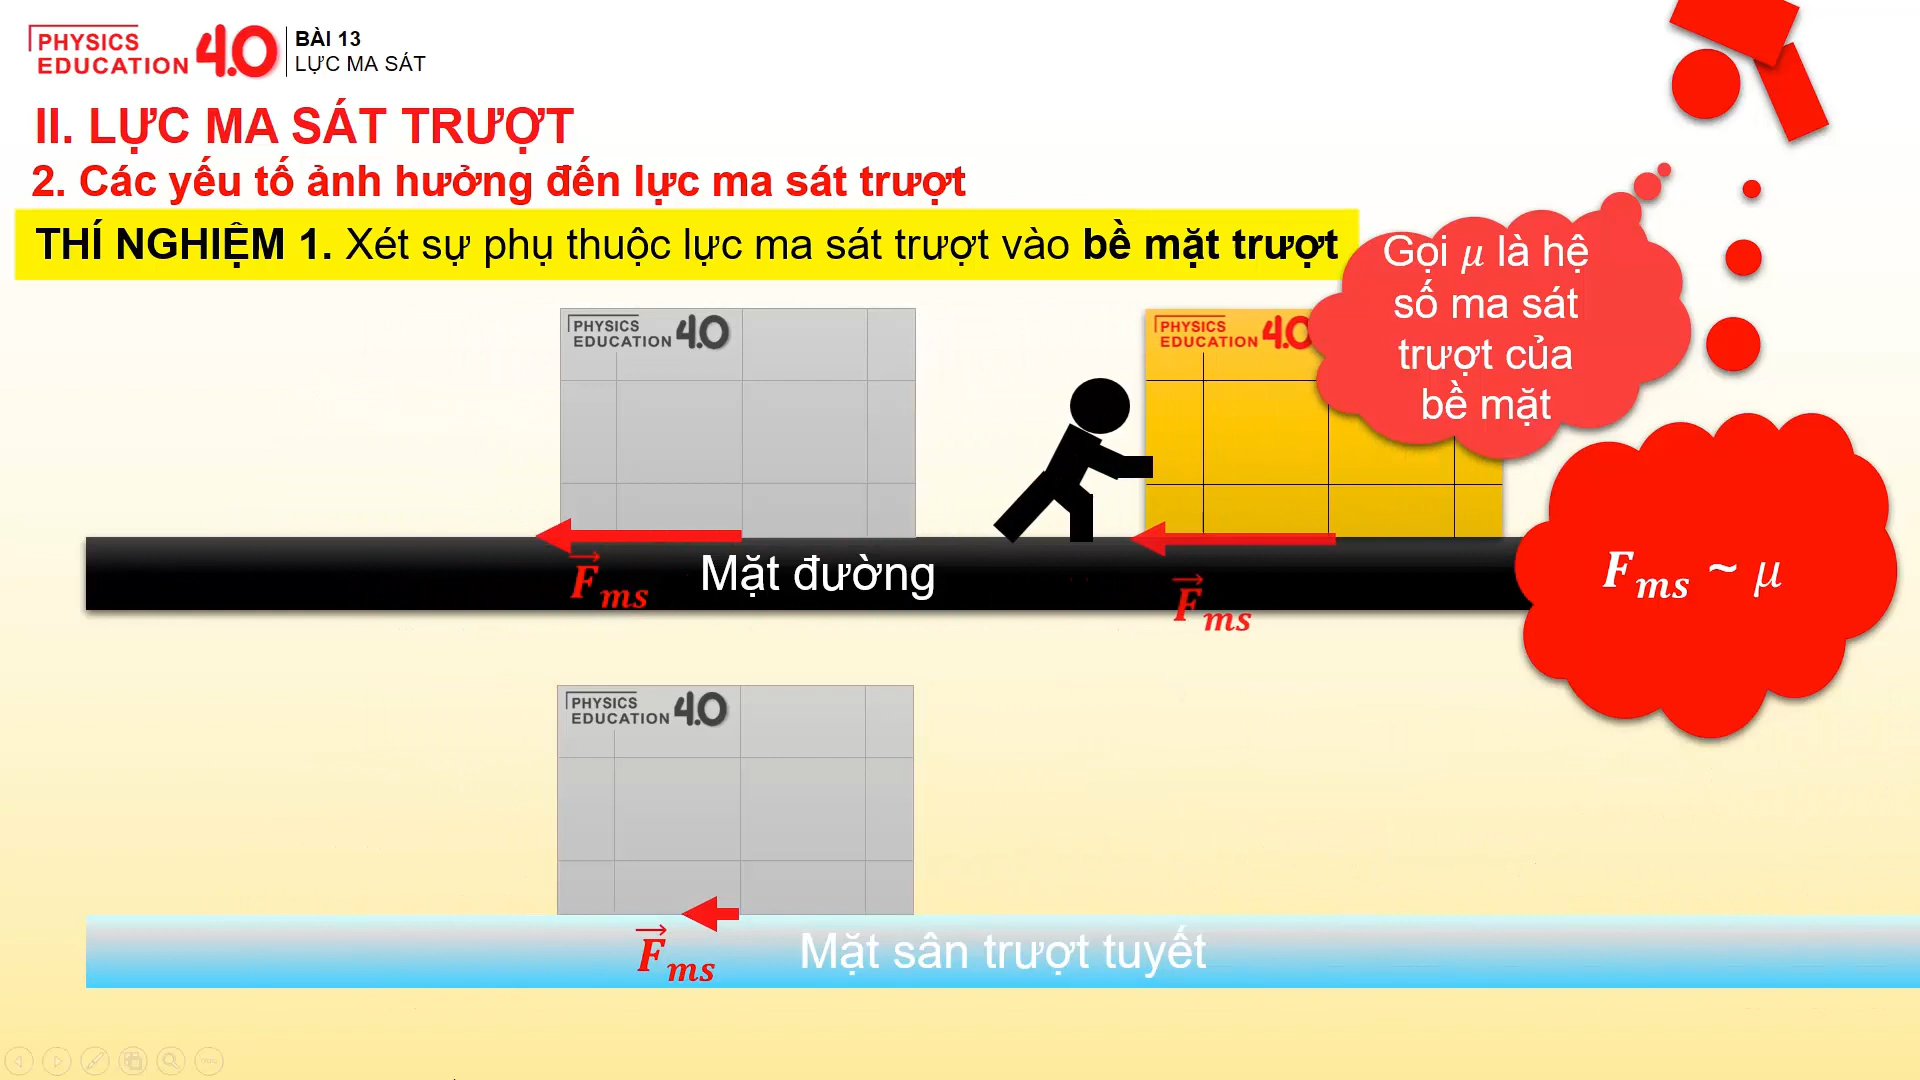 PHYSICS
EDUCATION 4.0
BÀI 13
LỰC MA SÁT
II. LỰC MA SÁT TRƯỢT
2. Các yếu tố ảnh hưởng đến lực ma sát trượt
THÍ NGHIỆM 1. Xét sự phụ thuộc lực ma sát trượt vào bề mặt trượt
Gọi μ là hệ
số ma sát
trượt của
bề mặt
PHYSICS
EDUCATION 4.0
PHYSICS
EDUCATION 4.0
F⃗ms
Mặt đường
F⃗ms
Fms ~ μ
PHYSICS
EDUCATION 4.0
F⃗ms
Mặt sân trượt tuyết